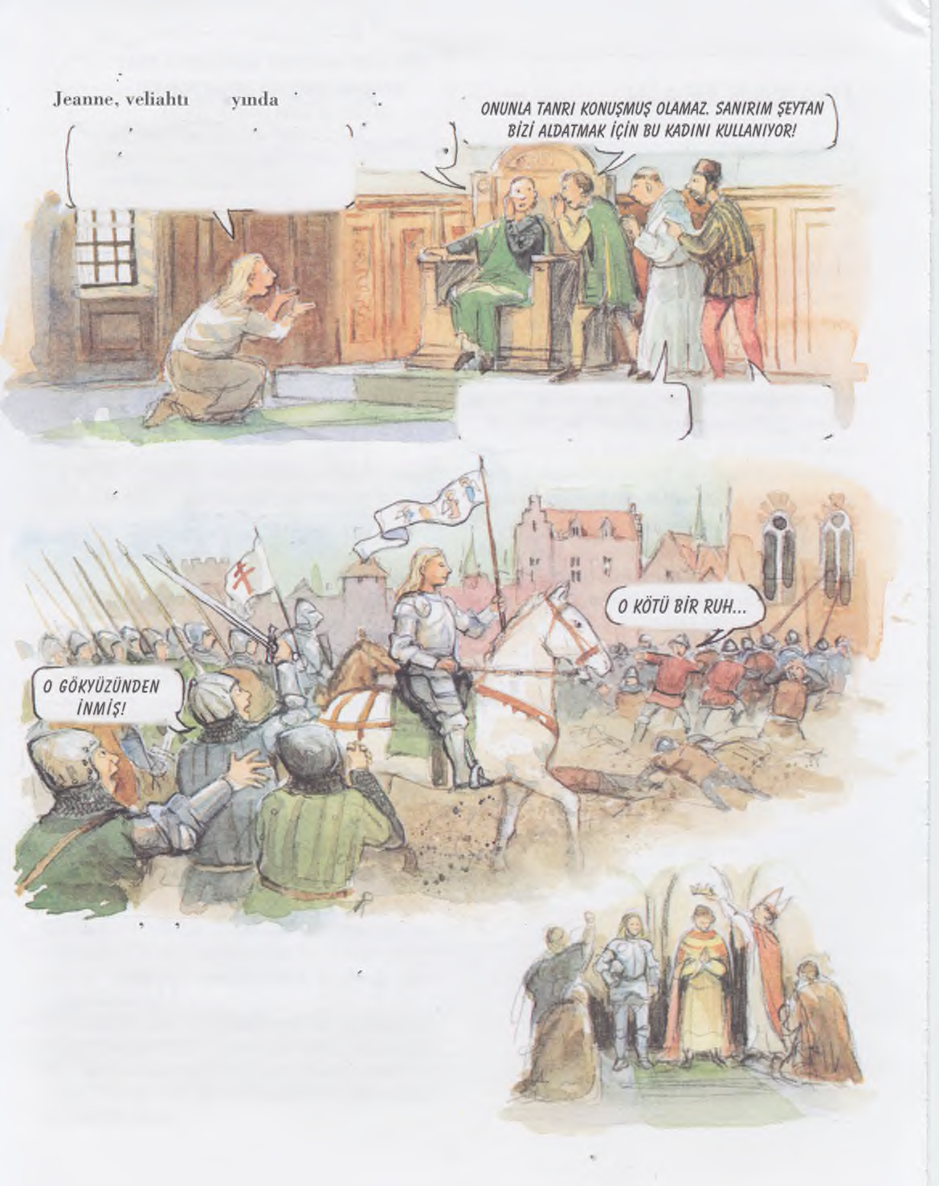 Jeanne, veliahtı yında
ONUNLA TANRI KONUŞMUŞ OLAMAZ. SANIRIM ŞEYTAN
BİZİ ALDATMAK İÇİN BU KADINI KULLANIYOR!
O KÖTÜ BİR RUH...
O GÖKYÜZÜNDEN
İNMİŞ!